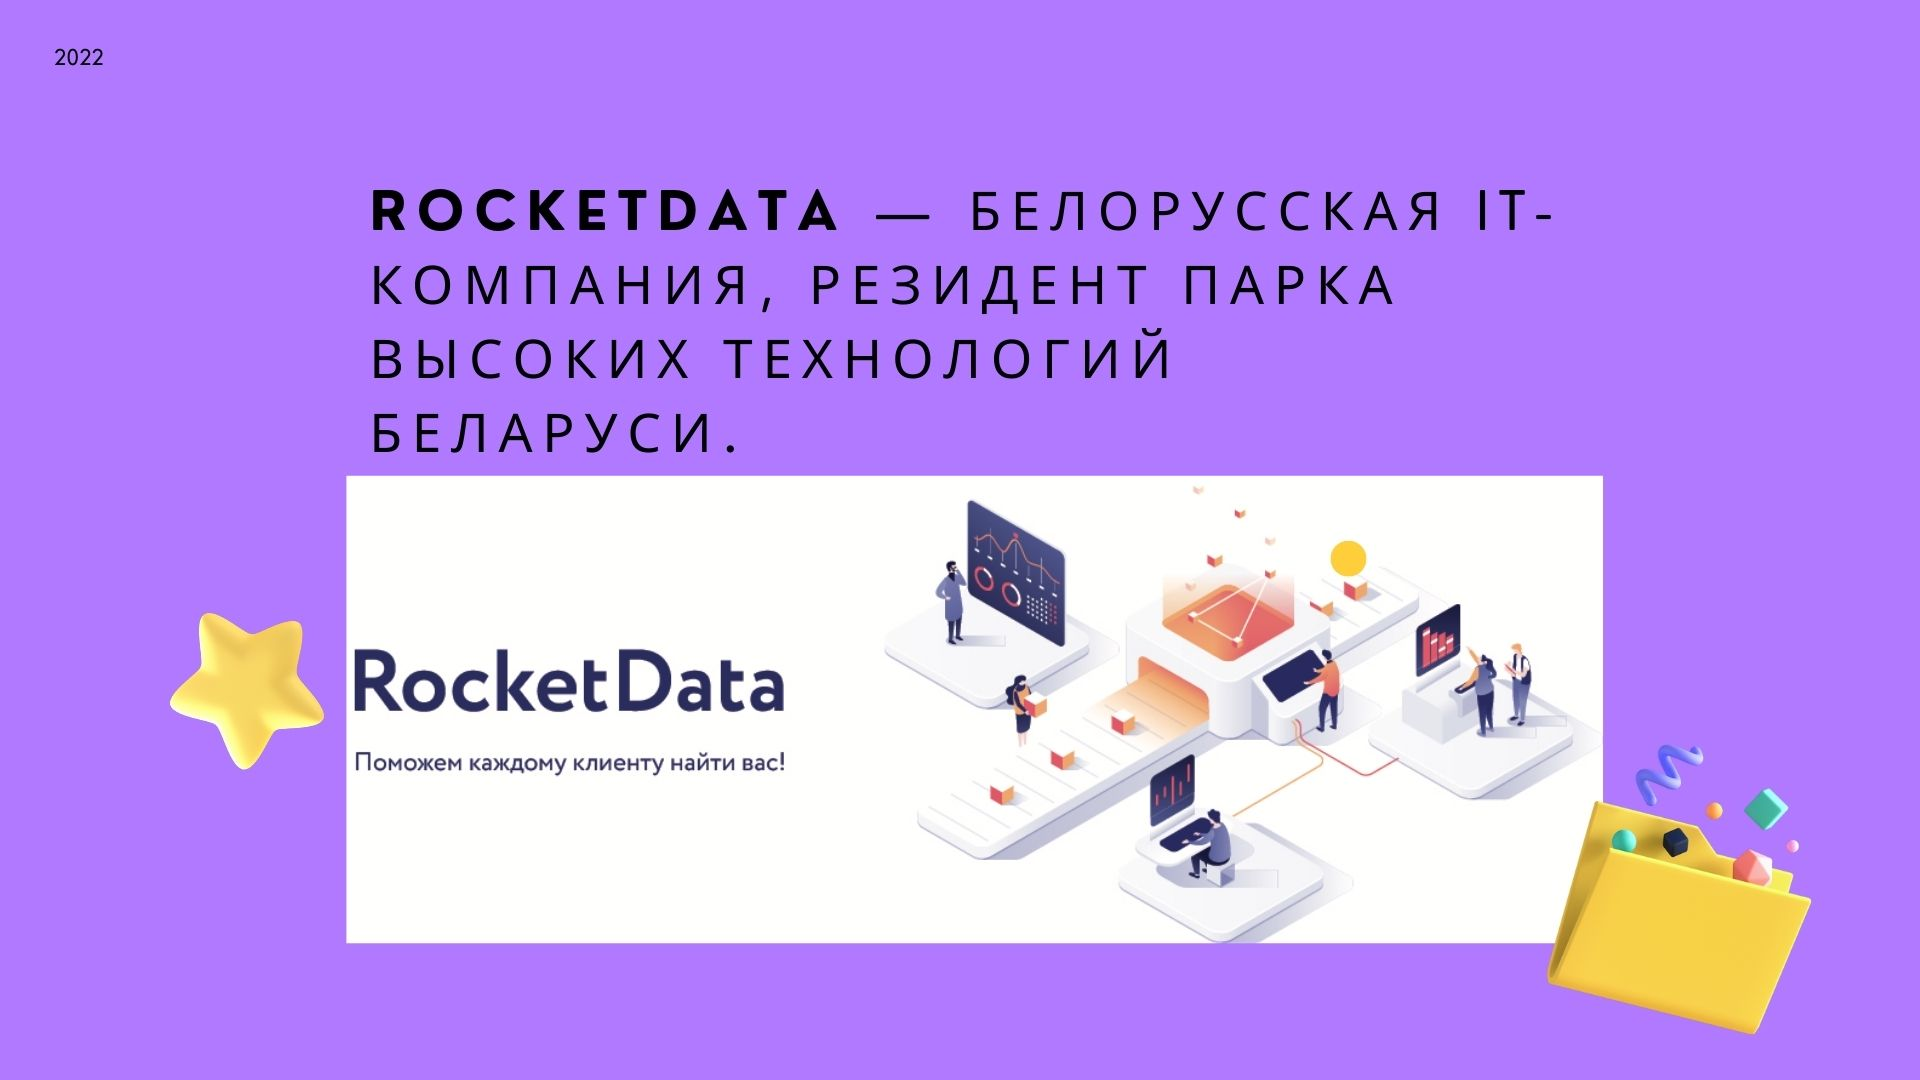 2022
ROCKETDATA — БЕЛОРУССКАЯ IT-
КОМПАНИЯ, РЕЗИДЕНТ ПАРКА
ВЫСОКИХ ТЕХНОЛОГИЙ
БЕЛАРУСИ.
RocketData
Поможем каждому клиенту найти вас!